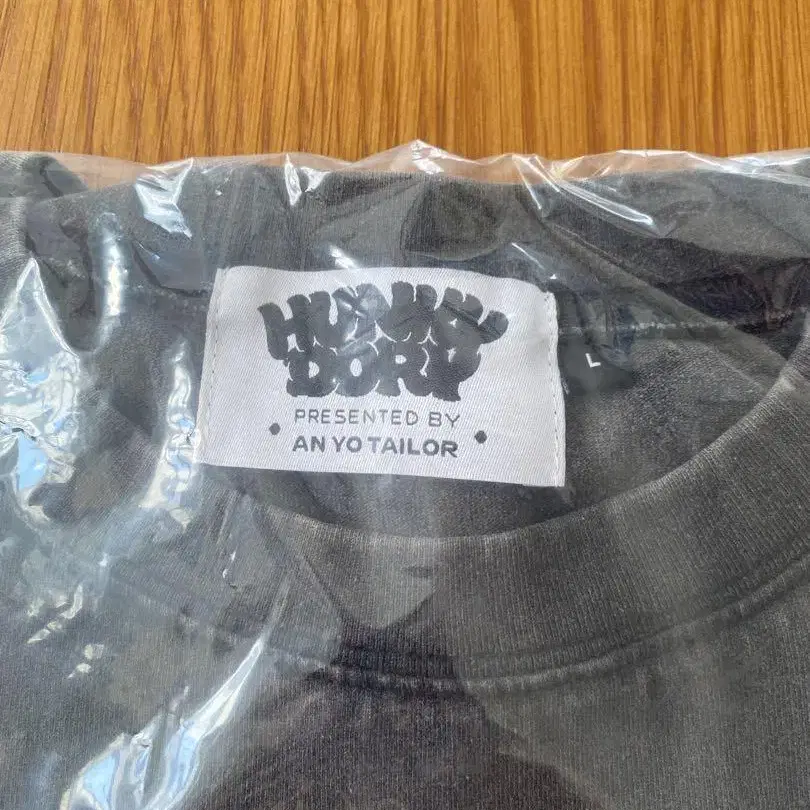 HUNKY
DORY
PRESENTED BY
• AN YO TAILOR •
L